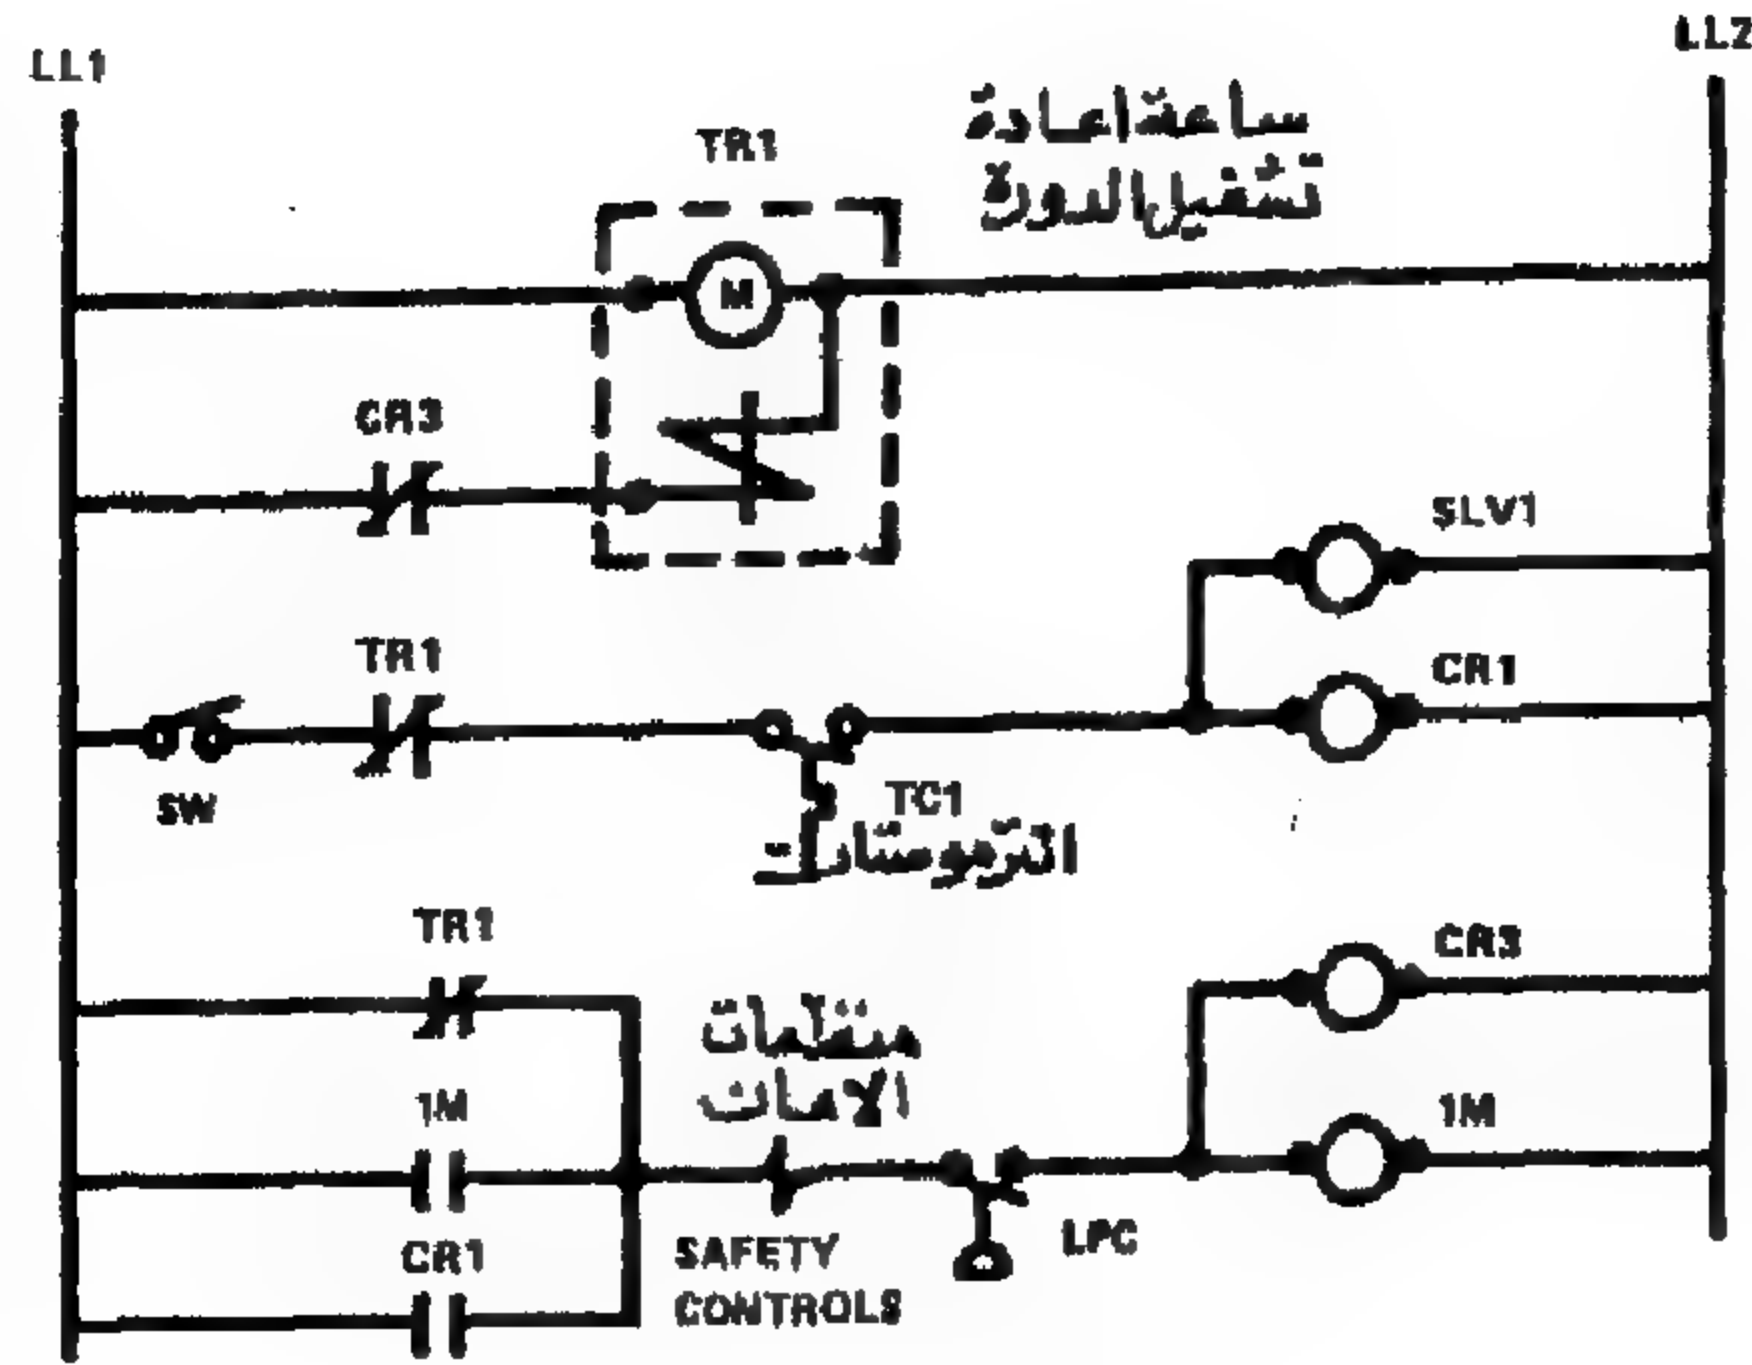 LL1
LL2
TR1
ساعة اعادة
تشغيل الدورة
M
CR3
SLV1
TR1
CR1
SW
TC1
الترموستات
TR1
CR3
منظمات
الامان
1M
1M
CR1
SAFETY
CONTROLS
LPC